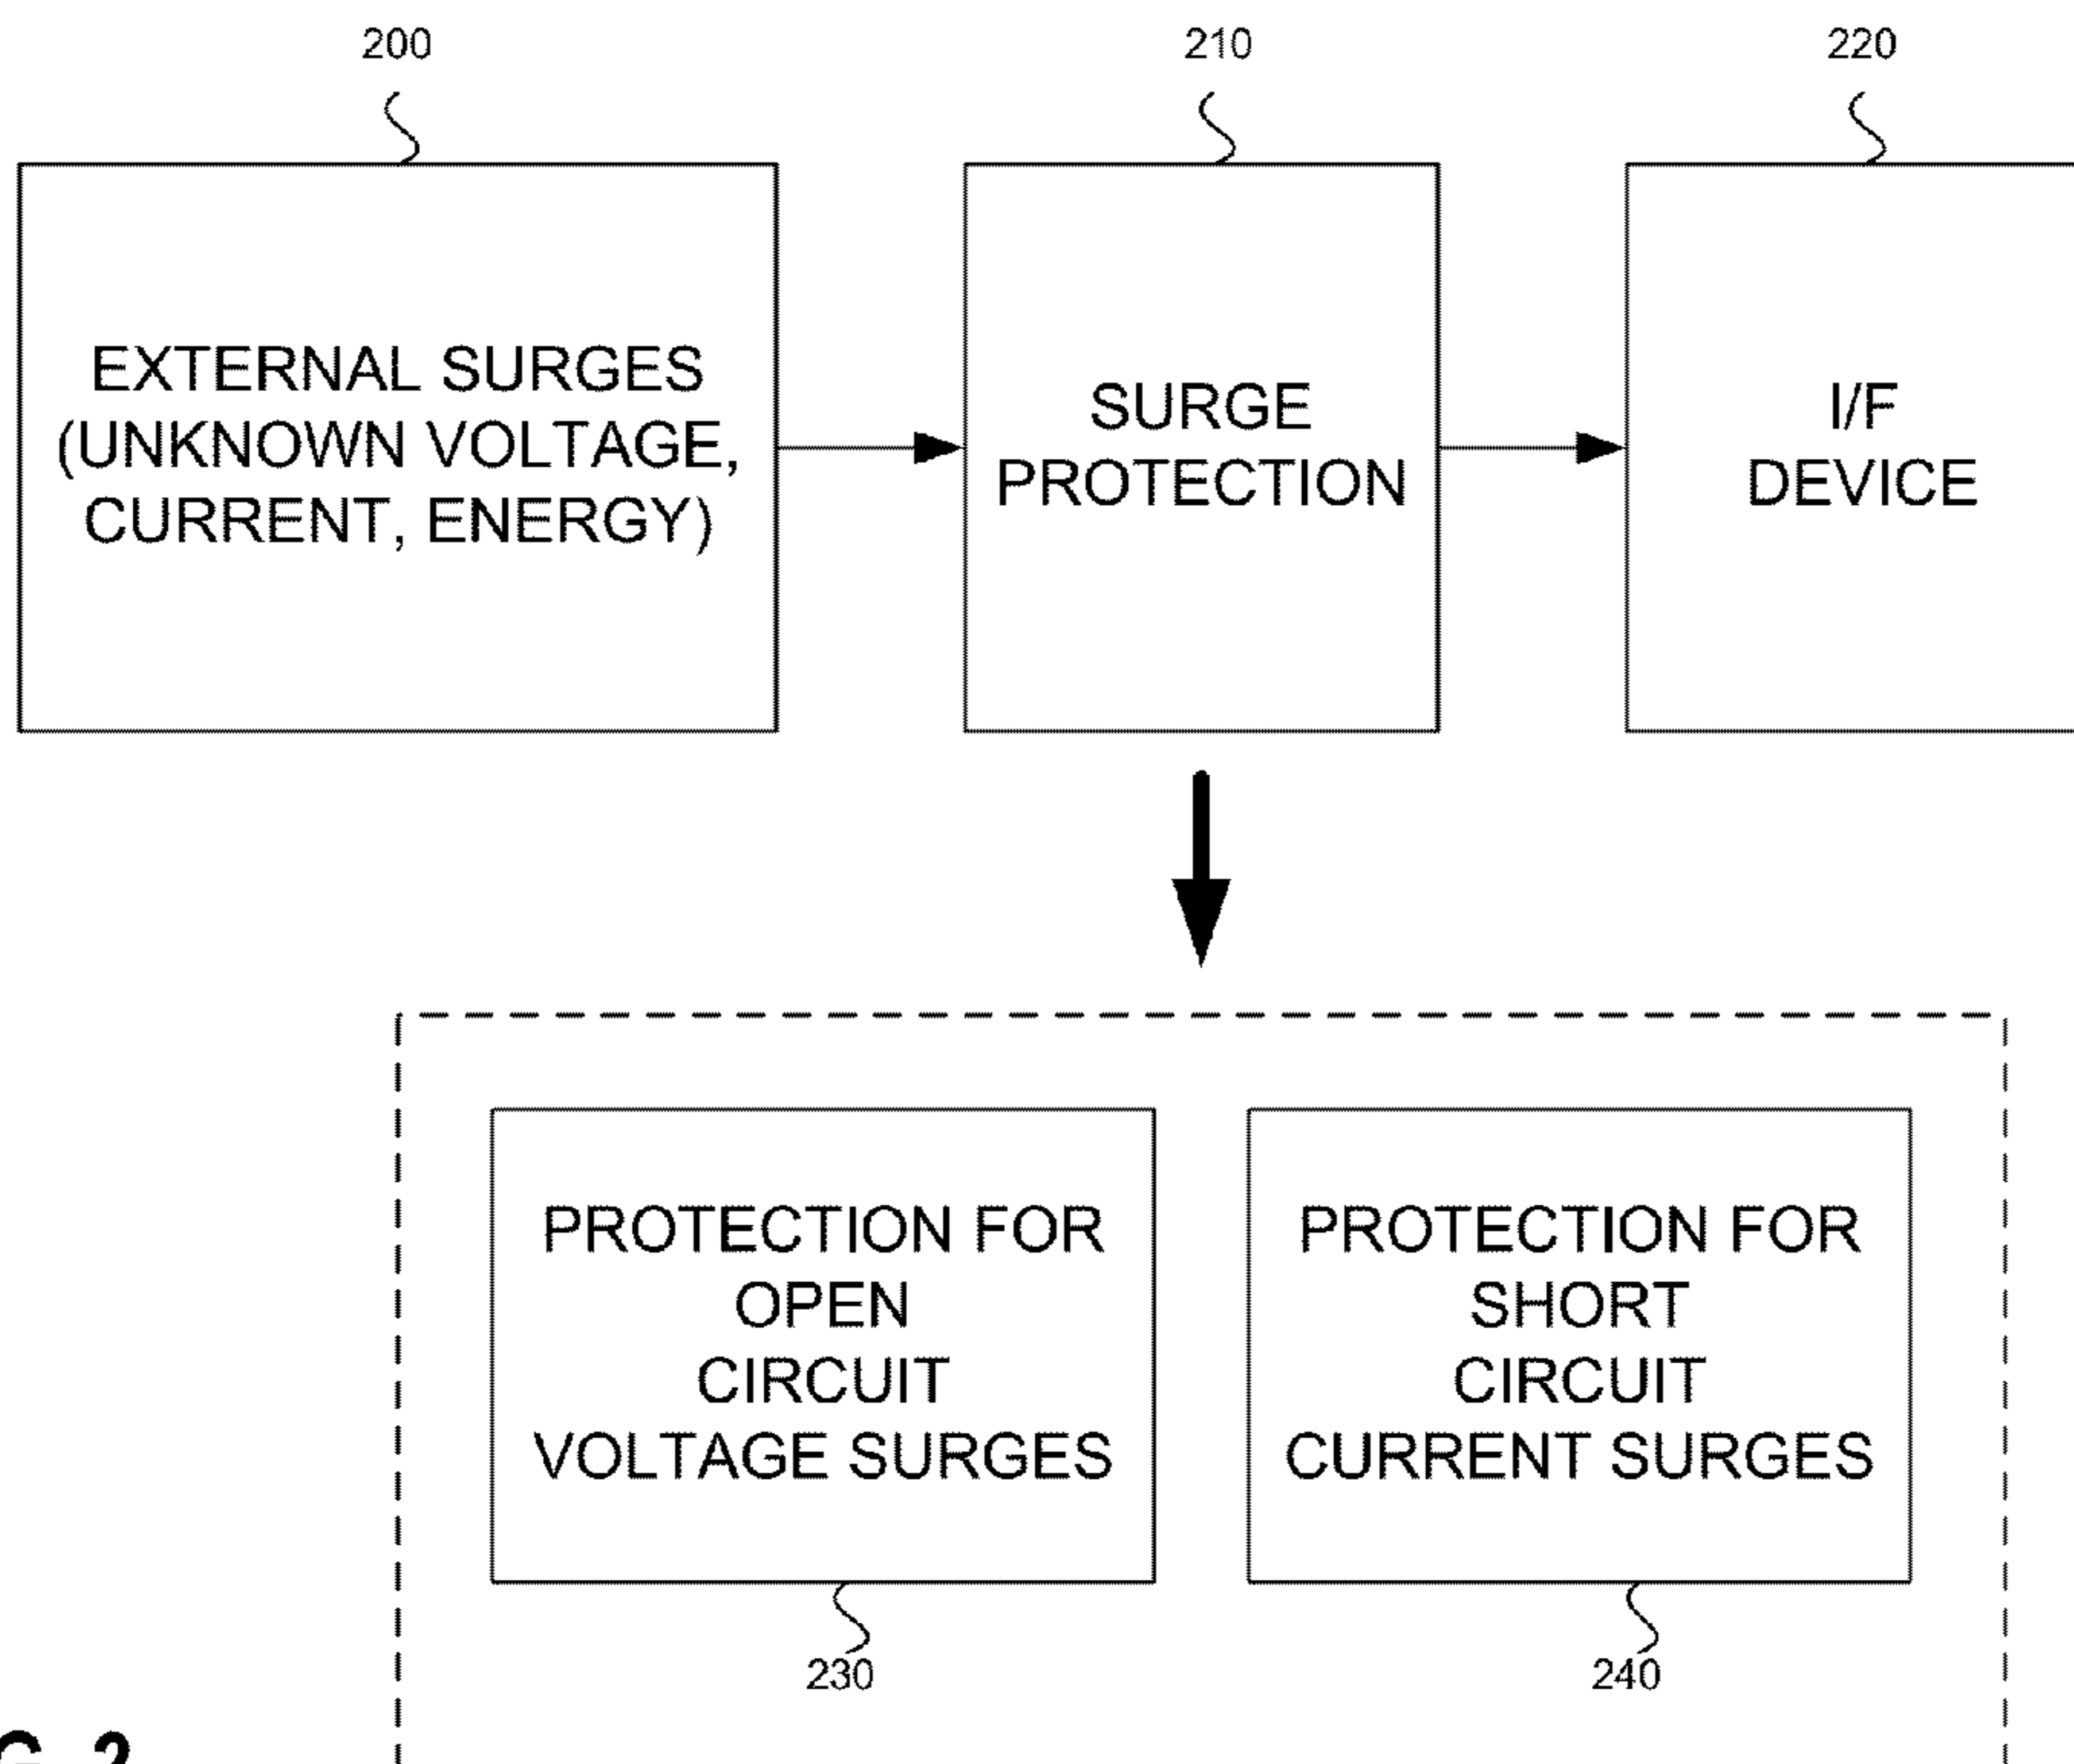 200
210
220
EXTERNAL SURGES
(UNKNOWN VOLTAGE,
CURRENT, ENERGY)
SURGE
PROTECTION
I/F
DEVICE
PROTECTION FOR
OPEN
CIRCUIT
VOLTAGE SURGES
PROTECTION FOR
SHORT
CIRCUIT
CURRENT SURGES
230
240